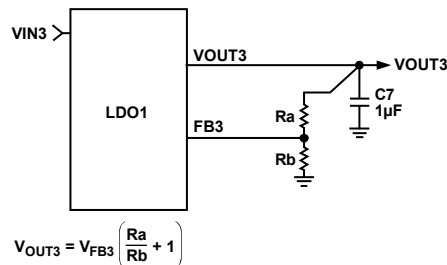 VIN3
VOUT3
VOUT3
LDO1
C7
1µF
Ra
FB3
Rb
V_OUT3 = V_FB3 (Ra/Rb + 1)